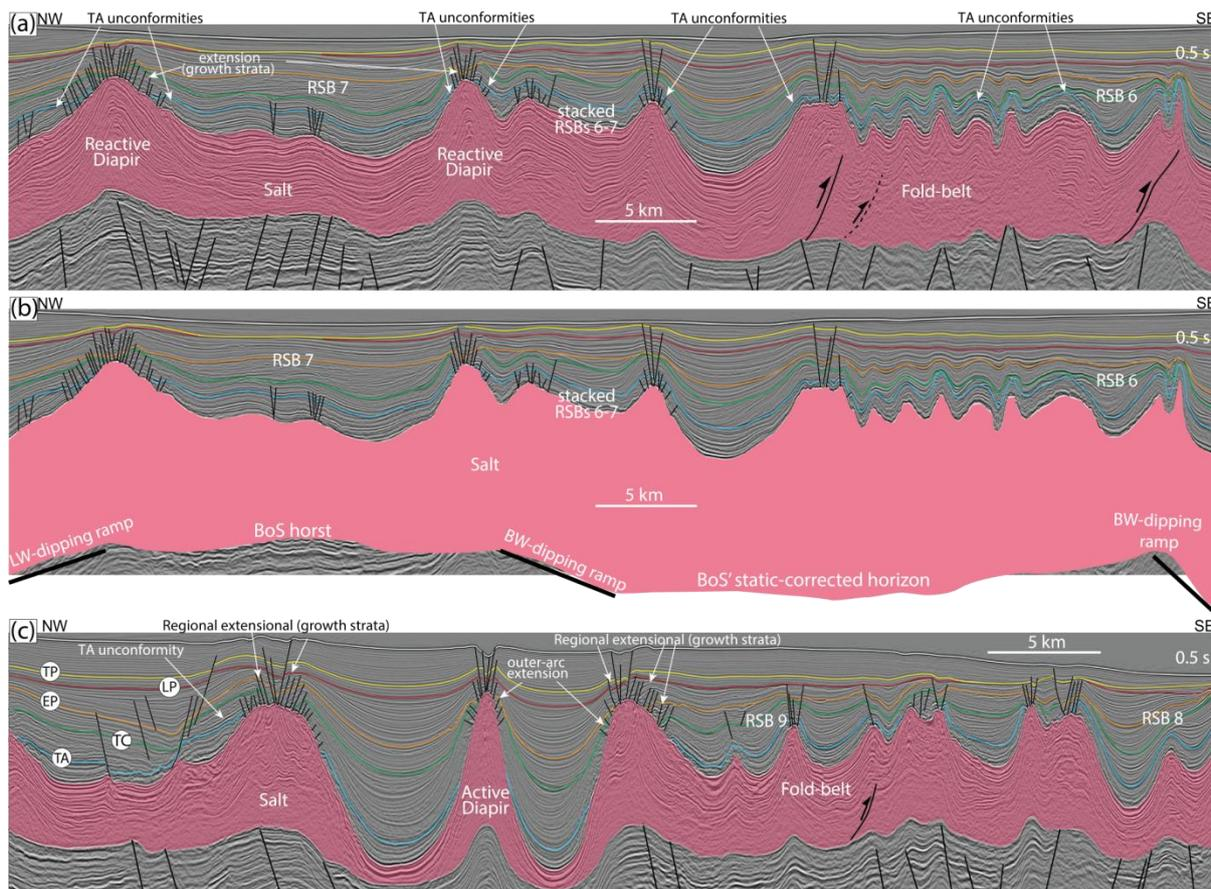 (a) NW TA unconformities TA unconformities TA unconformities TA unconformities SE
0.5 s
extension
(growth strata)
RSB 7
RSB 6
stacked
RSBs 6-7
Reactive
Diapir
Reactive
Diapir
Salt
Fold-belt
5 km
(b) NW SE
0.5 s
RSB 7
RSB 6
stacked
RSBs 6-7
Salt
5 km
BoS horst
LW-dipping ramp
BW-dipping ramp
BW-dipping
ramp
BoS' static-corrected horizon
(c) NW Regional extensional (growth strata) SE
TA unconformity
Regional extensional (growth strata)
5 km
0.5 s
outer-arc
extension
TP
LP
EP
TC
TA
RSB 9
RSB 8
Salt
Active
Diapir
Fold-belt